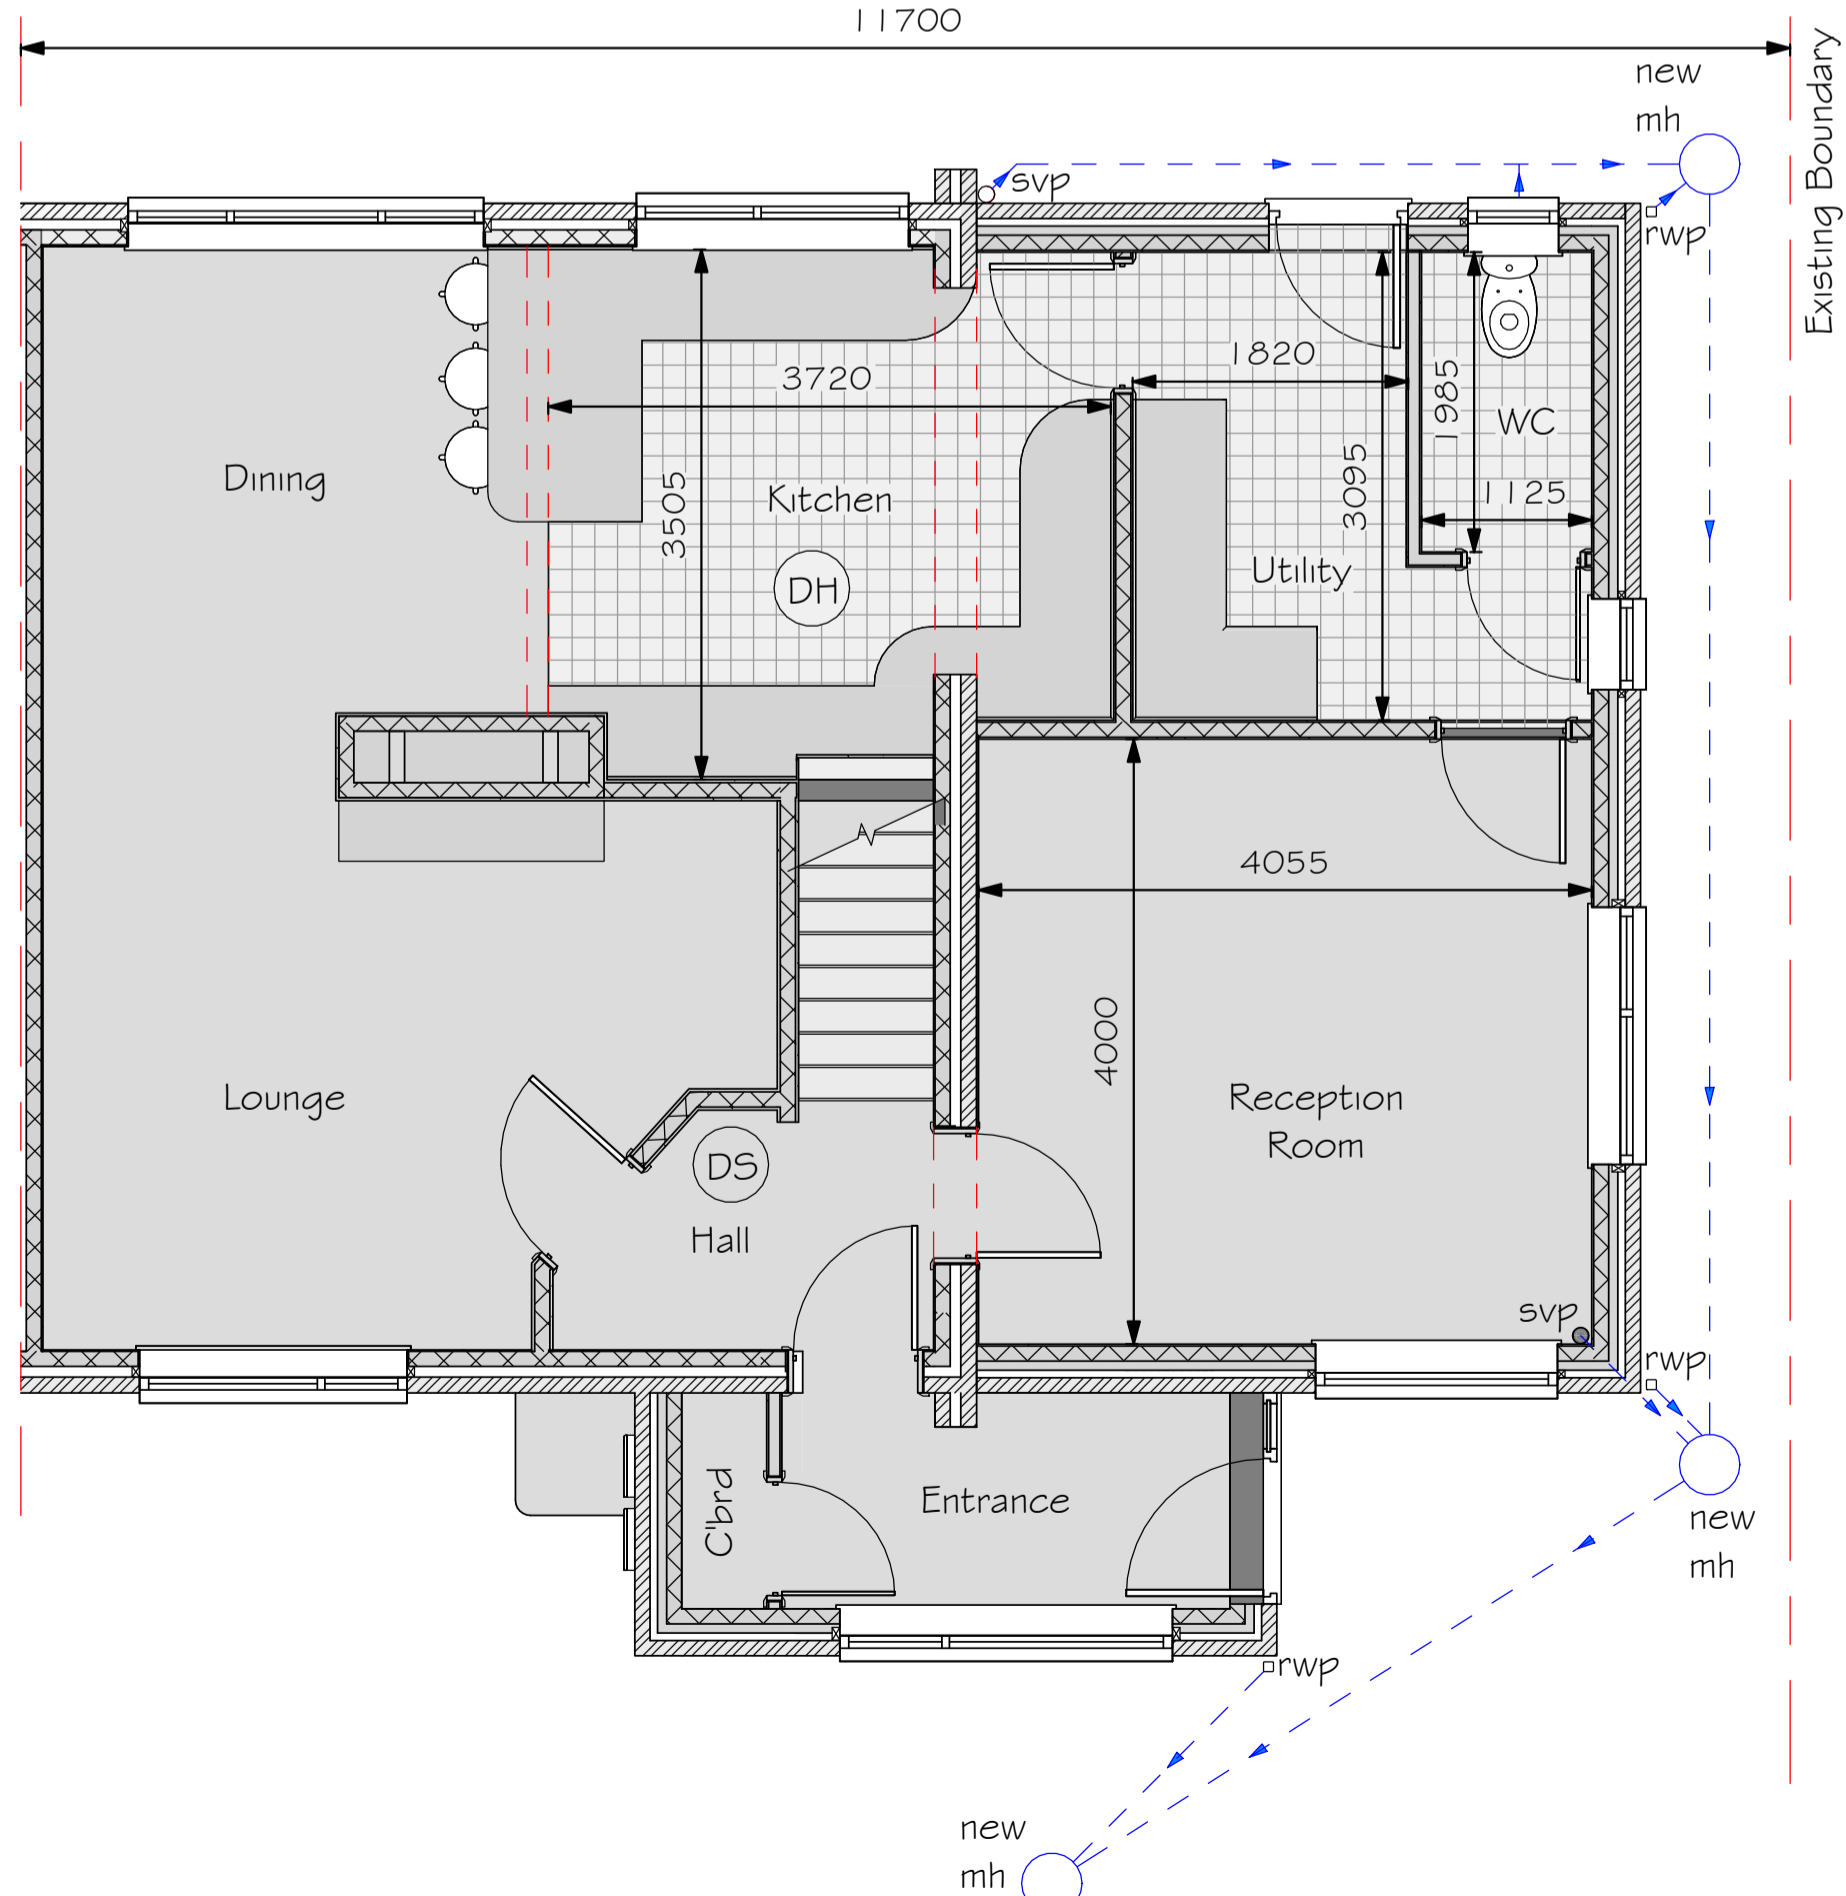 11700
Existing Boundary
new
mh
svp
rwp
1820
3720
1985
WC
Dining
3505
Kitchen
3095
1125
DH
Utility
4055
4000
Lounge
Reception
Room
DS
Hall
svp
rwp
C'brd
Entrance
new
mh
rwp
new
mh